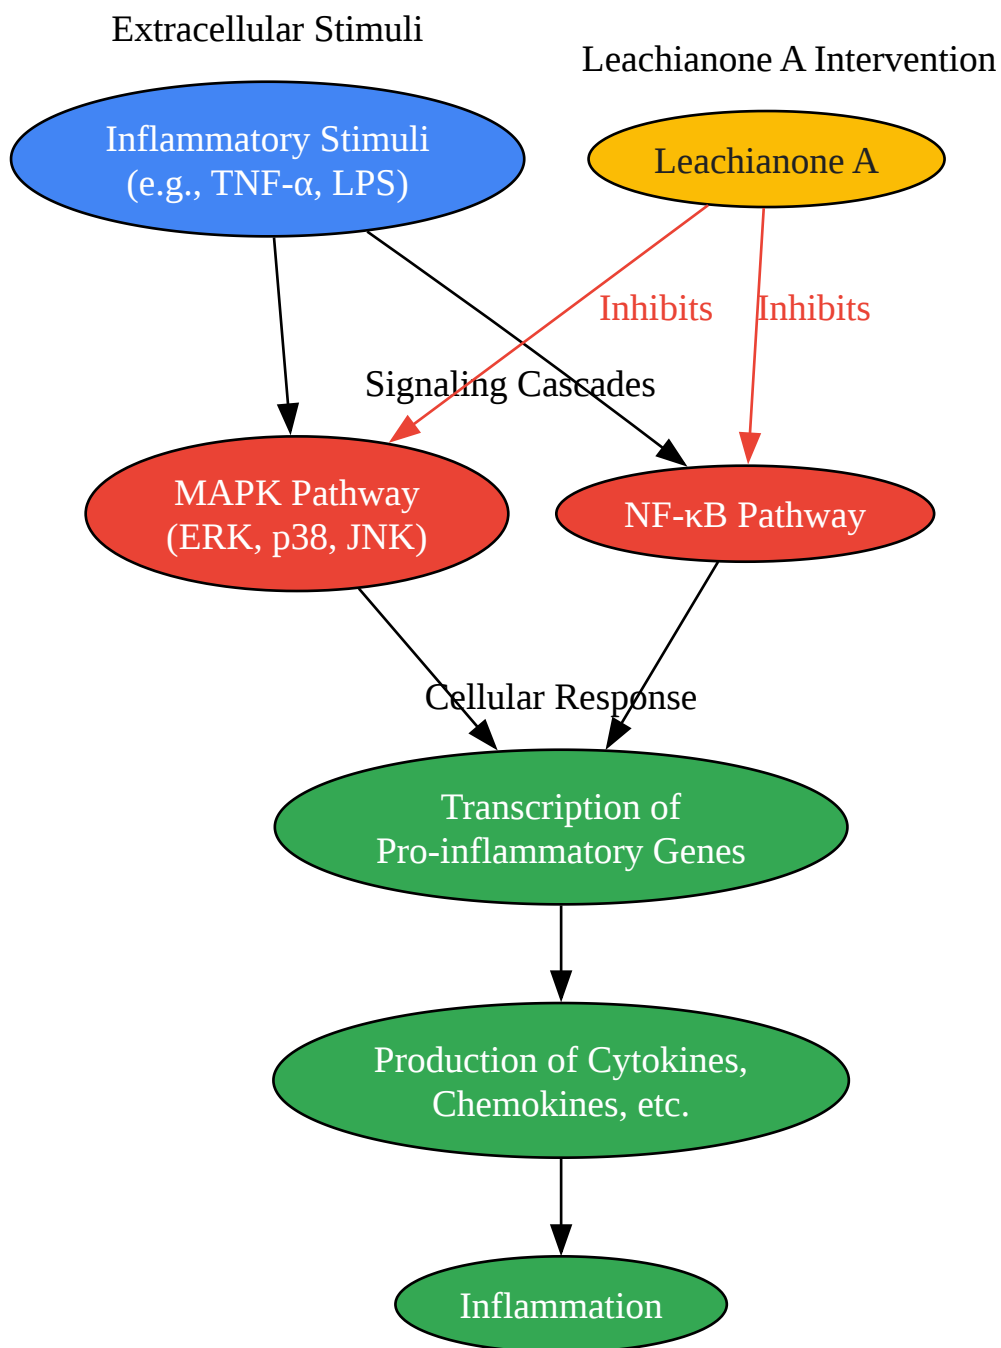 Extracellular Stimuli
Leachianone A Intervention
Inflammatory Stimuli
(e.g., TNF-α, LPS)
Leachianone A
Inhibits
Inhibits
Signaling Cascades
MAPK Pathway
(ERK, p38, JNK)
NF-κB Pathway
Cellular Response
Transcription of
Pro-inflammatory Genes
Production of Cytokines,
Chemokines, etc.
Inflammation